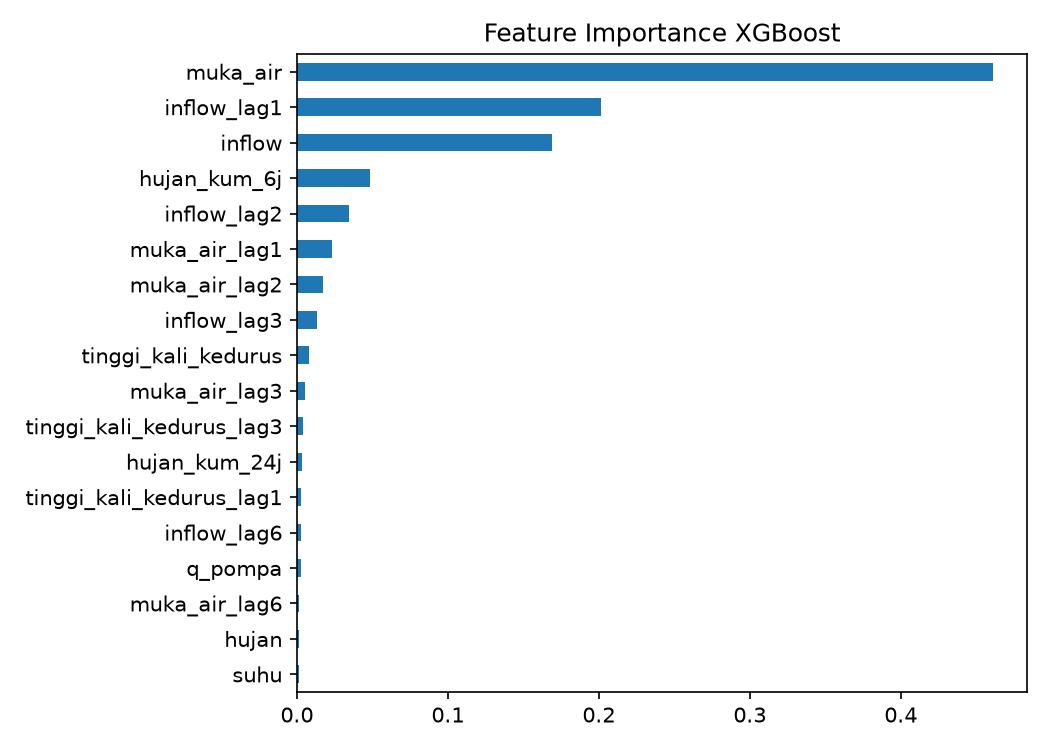 Feature Importance XGBoost
muka_air
inflow_lag1
inflow
hujan_kum_6j
inflow_lag2
muka_air_lag1
muka_air_lag2
inflow_lag3
tinggi_kali_kedurus
muka_air_lag3
tinggi_kali_kedurus_lag3
hujan_kum_24j
tinggi_kali_kedurus_lag1
inflow_lag6
q_pompa
muka_air_lag6
hujan
suhu
0.0 0.1 0.2 0.3 0.4